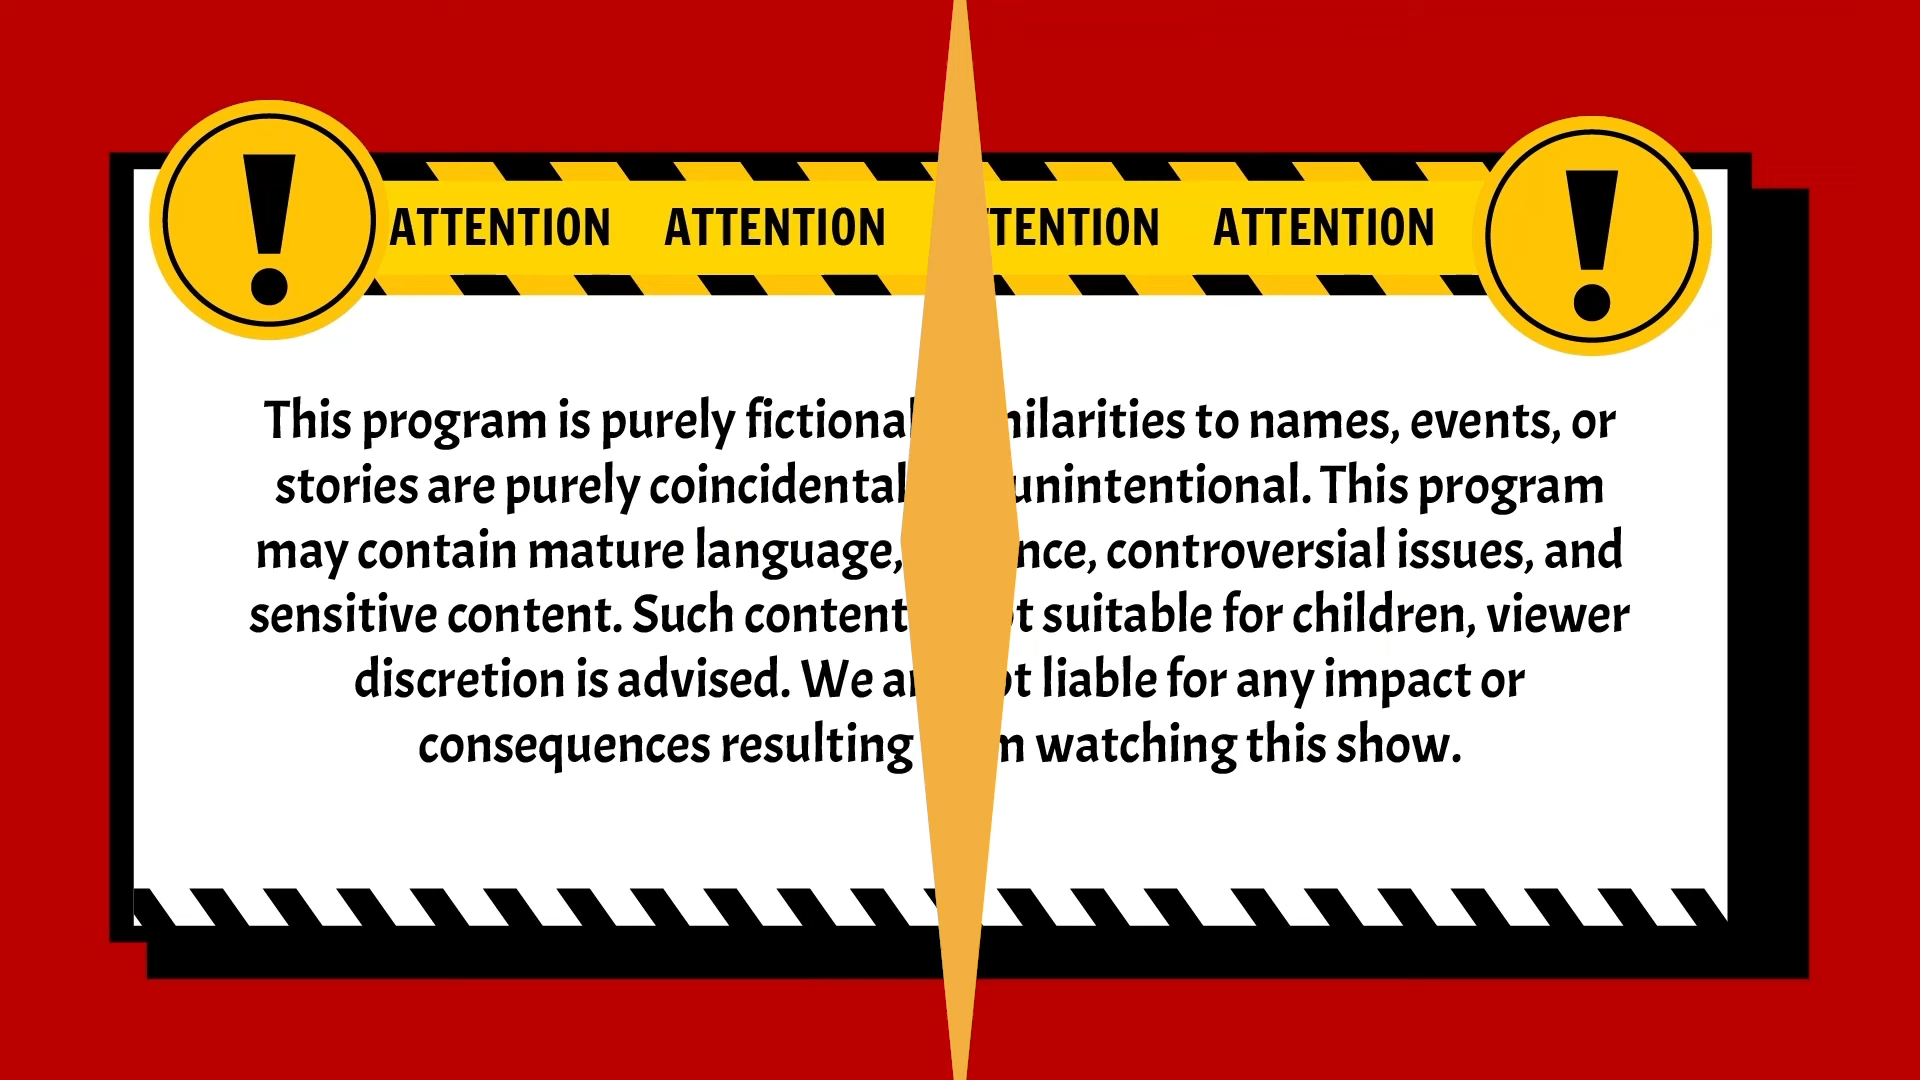 ATTENTION ATTENTION TENTION ATTENTION
This program is purely fictional to names, events, or
stories are purely coincidental unintentional. This program
may contain mature language, controversial issues, and
sensitive content. Such content suitable for children, viewer
discretion is advised. We liable for any impact or
consequences resulting watching this show.